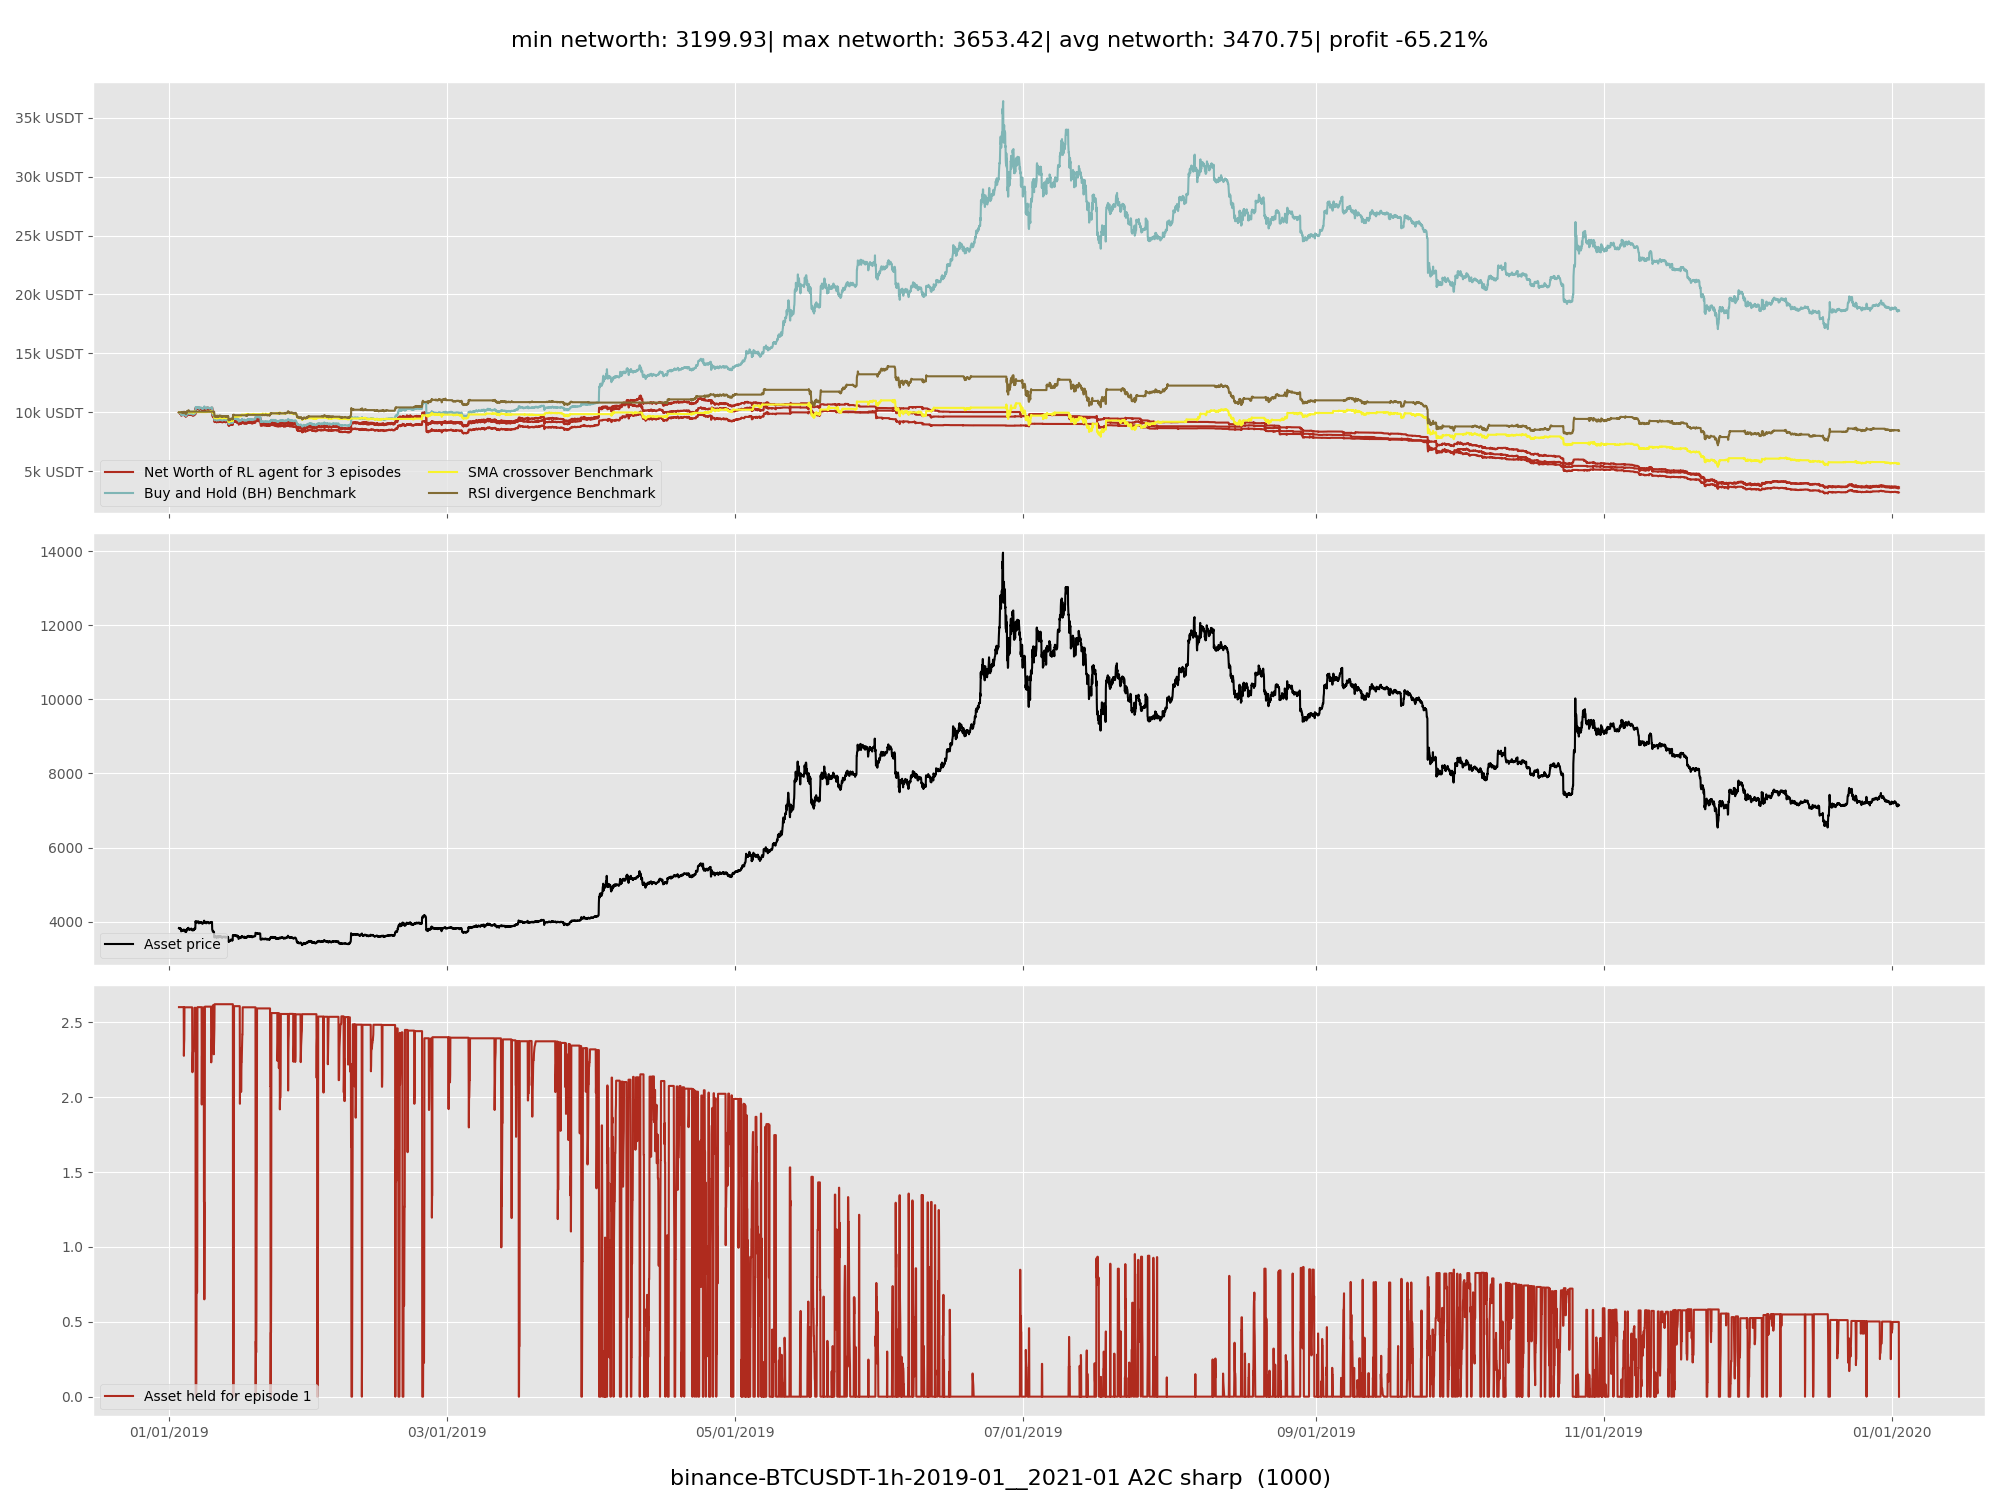 min networth: 3199.93| max networth: 3653.42| avg networth: 3470.75| profit -65.21%
35k USDT
30k USDT
25k USDT
20k USDT
15k USDT
10k USDT
5k USDT
Net Worth of RL agent for 3 episodes
Buy and Hold (BH) Benchmark
SMA crossover Benchmark
RSI divergence Benchmark
14000
12000
10000
8000
6000
4000
Asset price
2.5
2.0
1.5
1.0
0.5
0.0
Asset held for episode 1
01/01/2019 03/01/2019 05/01/2019 07/01/2019 09/01/2019 11/01/2019 01/01/2020
binance-BTCUSDT-1h-2019-01__2021-01 A2C sharp  (1000)